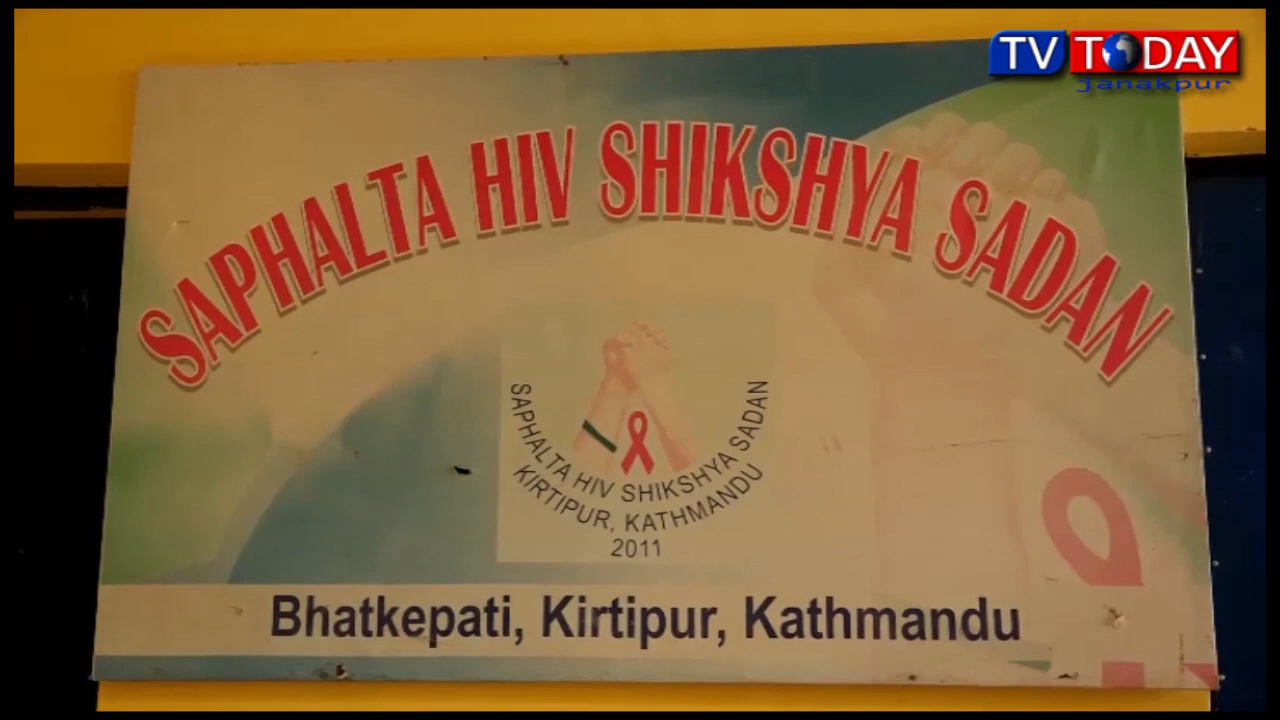 TV TODAY
Janakpur
SAPHALTA HIV SHIKSHYA SADAN
SAPHALTA HIV SHIKSHYA SADAN
KIRTIPUR, KATHMANDU
2011
Bhatkepati, Kirtipur, Kathmandu